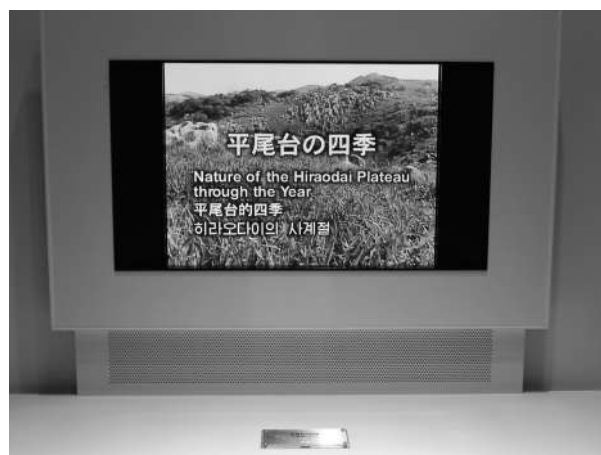 平尾台の四季
Nature of the Hiraodai Plateau
through the Year
平尾台的四季
히라오다이의 사계절